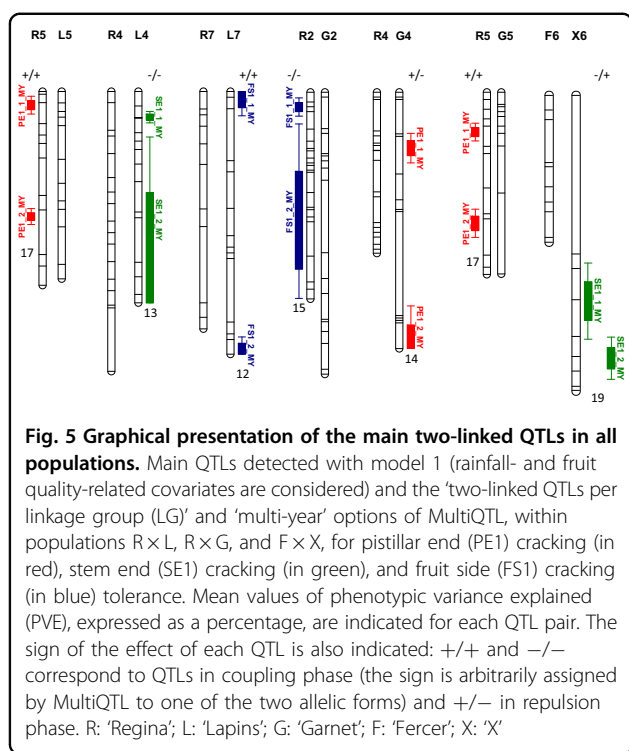 R5 L5 R4 L4 R7 L7 R2 G2 R4 G4 R5 G5 F6 X6
+/+ -/- +/+ -/- +/- +/+ -/+
PE1_1_MY
PE1_2_MY
17
SE1_1_MY
SE1_2_MY
13
FS1_1_MY
FS1_2_MY
12
FS1_1_MY
FS1_2_MY
15
PE1_1_MY
PE1_2_MY
14
PE1_1_MY
PE1_2_MY
17
SE1_1_MY
SE1_2_MY
19
Fig. 5 Graphical presentation of the main two-linked QTLs in all
populations. Main QTLs detected with model 1 (rainfall- and fruit
quality-related covariates are considered) and the ‘two-linked QTLs per
linkage group (LG)’ and ‘multi-year’ options of MultiQTL, within
populations R × L, R × G, and F × X, for pistillar end (PE1) cracking (in
red), stem end (SE1) cracking (in green), and fruit side (FS1) cracking
(in blue) tolerance. Mean values of phenotypic variance explained
(PVE), expressed as a percentage, are indicated for each QTL pair. The
sign of the effect of each QTL is also indicated: +/+ and −/−
correspond to QTLs in coupling phase (the sign is arbitrarily assigned
by MultiQTL to one of the two allelic forms) and +/− in repulsion
phase. R: ‘Regina’; L: ‘Lapins’; G: ‘Garnet’; F: ‘Fercer’; X: ‘X’